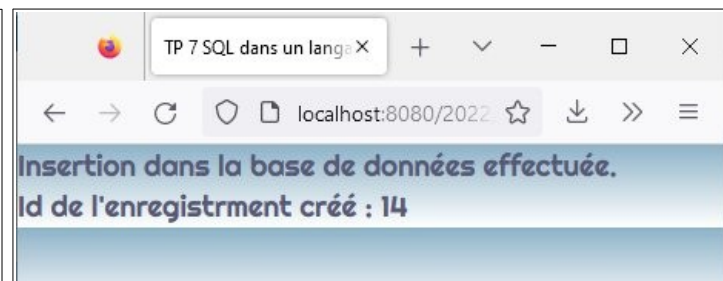 TP 7 SQL dans un langa
localhost:8080/2022
Insertion dans la base de données effectuée.
Id de l'enregistrment créé : 14